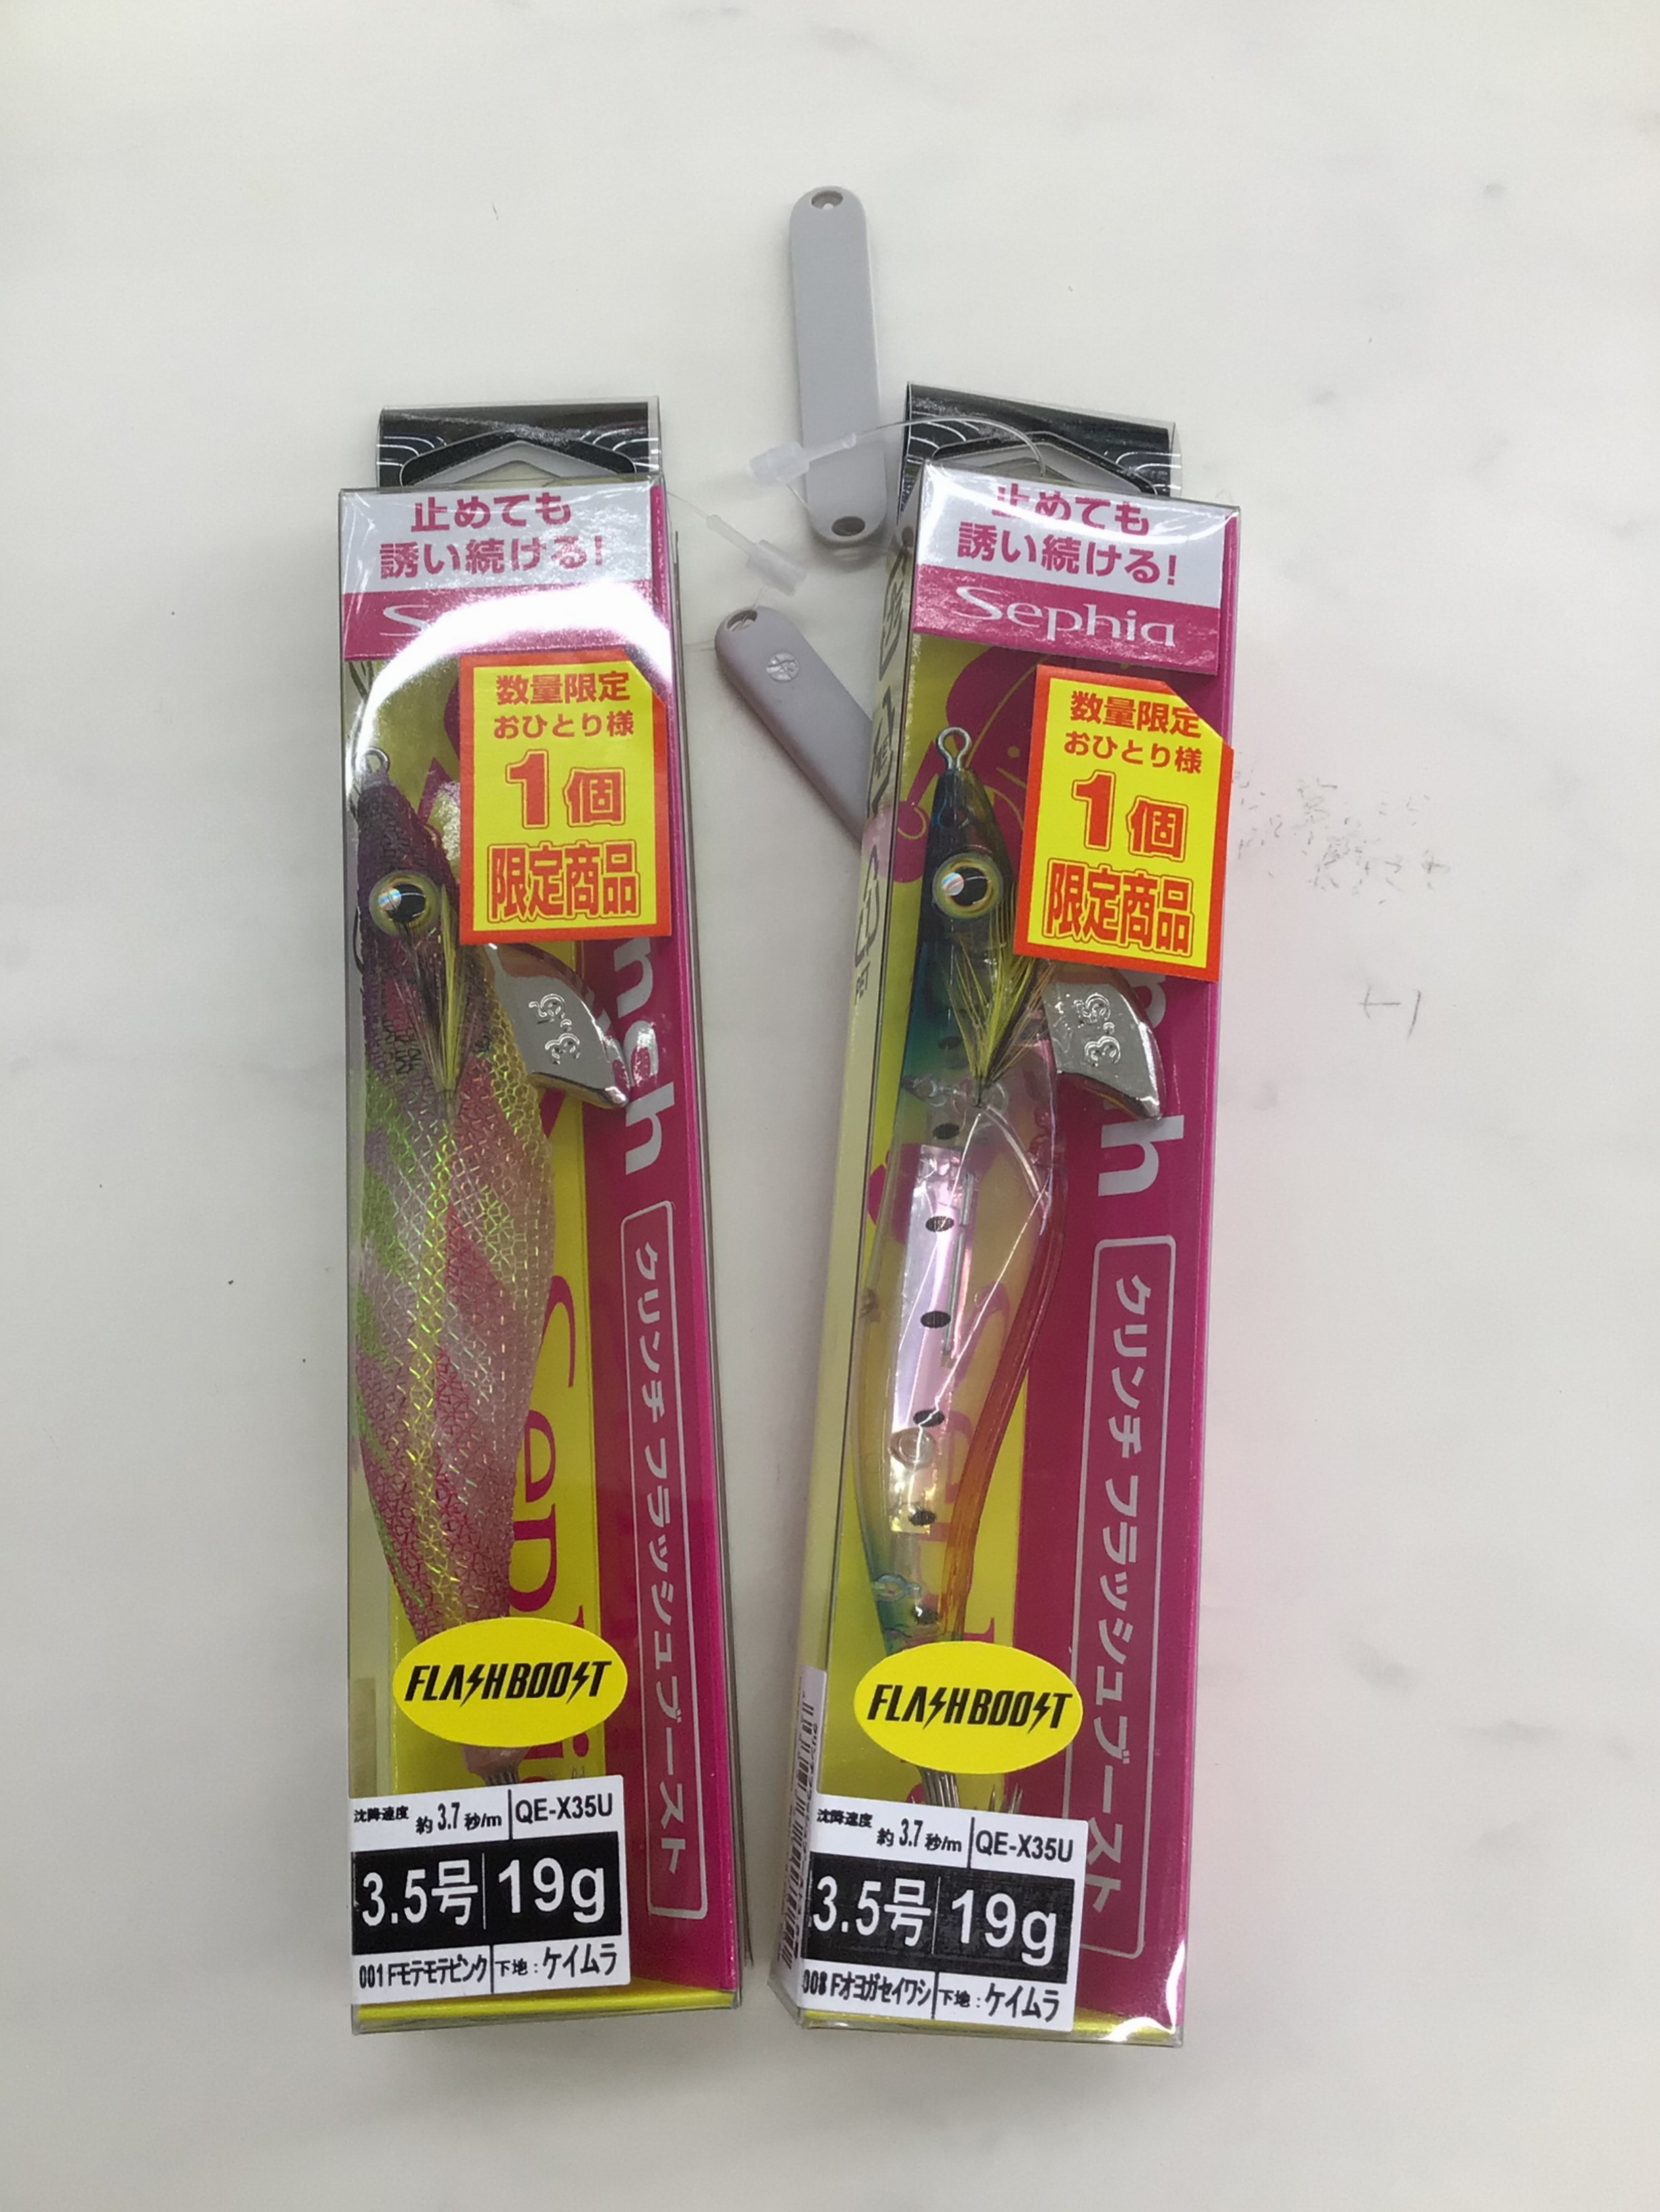 止めても
誘い続ける!
数量限定
おひとり様
1個
限定商品
nch
クリンチ フラッシュブースト
FLASHBOOST
沈降速度 約3.7秒/m QE-X35U
3.5号 19g
001 Fモテモテピンク 下地:ケイムラ
止めても
誘い続ける!
Sephia
数量限定
おひとり様
1個
限定商品
クリンチ フラッシュブースト
FLASHBOOST
沈降速度 約3.7秒/m QE-X35U
3.5号 19g
008 Fオヨガセイワシ 下地:ケイムラ